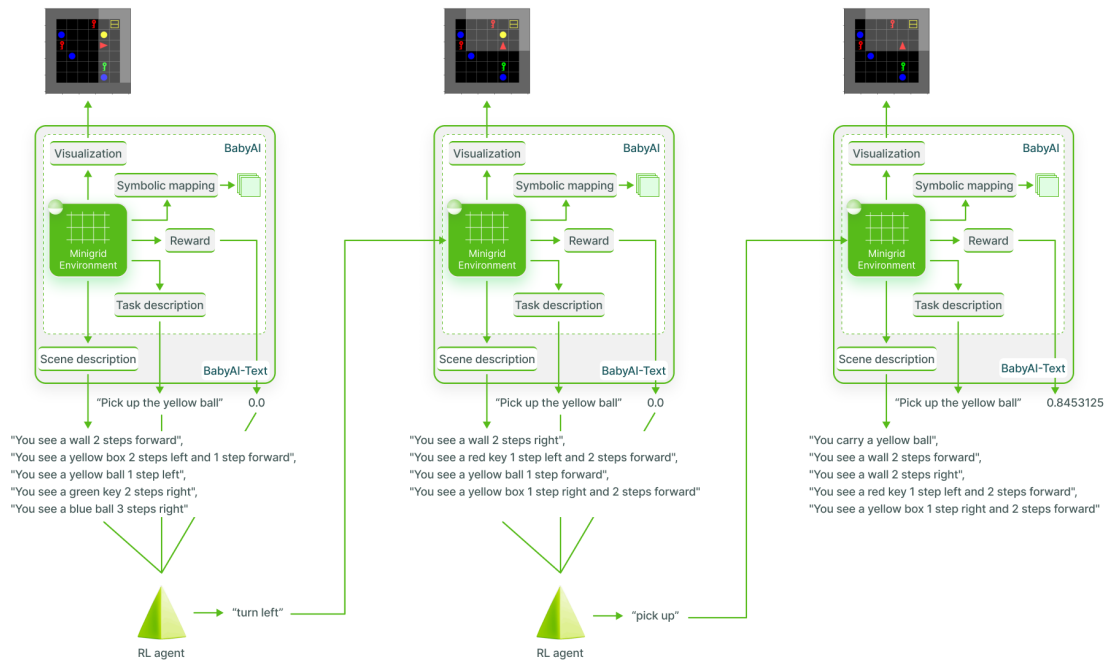 Visualization
BabyAI
Symbolic mapping
Minigrid
Environment
Reward
Task description
Scene description
BabyAI-Text
“Pick up the yellow ball”
0.0
"You see a wall 2 steps forward",
"You see a yellow box 2 steps left and 1 step forward",
"You see a yellow ball 1 step left",
"You see a green key 2 steps right",
"You see a blue ball 3 steps right"
“turn left”
RL agent
Visualization
BabyAI
Symbolic mapping
Minigrid
Environment
Reward
Task description
Scene description
BabyAI-Text
“Pick up the yellow ball”
0.0
"You see a wall 2 steps right",
"You see a red key 1 step left and 2 steps forward",
"You see a yellow ball 1 step forward",
"You see a yellow box 1 step right and 2 steps forward"
“pick up”
RL agent
Visualization
BabyAI
Symbolic mapping
Minigrid
Environment
Reward
Task description
Scene description
BabyAI-Text
“Pick up the yellow ball”
0.8453125
"You carry a yellow ball",
"You see a wall 2 steps forward",
"You see a wall 2 steps right",
"You see a red key 1 step left and 2 steps forward",
"You see a yellow box 1 step right and 2 steps forward"